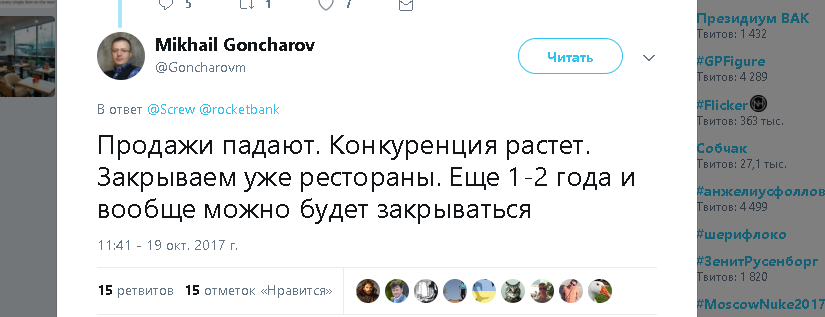 5 1 7
Mikhail Goncharov
@Goncharovm
Читать
В ответ @Screw @rocketbank
Продажи падают. Конкуренция растет.
Закрываем уже рестораны. Еще 1-2 года и
вообще можно будет закрываться
11:41 - 19 окт. 2017 г.
15 ретвитов 15 отметок «Нравится»
Президиум ВАК
Твитов: 1 432
#GPFigure
Твитов: 4 289
#Flicker
Твитов: 363 тыс.
Собчак
Твитов: 27,1 тыс.
#анжелиусфоллов
Твитов: 4 499
#шерифлоко
#ЗенитРусенборг
Твитов: 1 820
#MoscowNuke2017